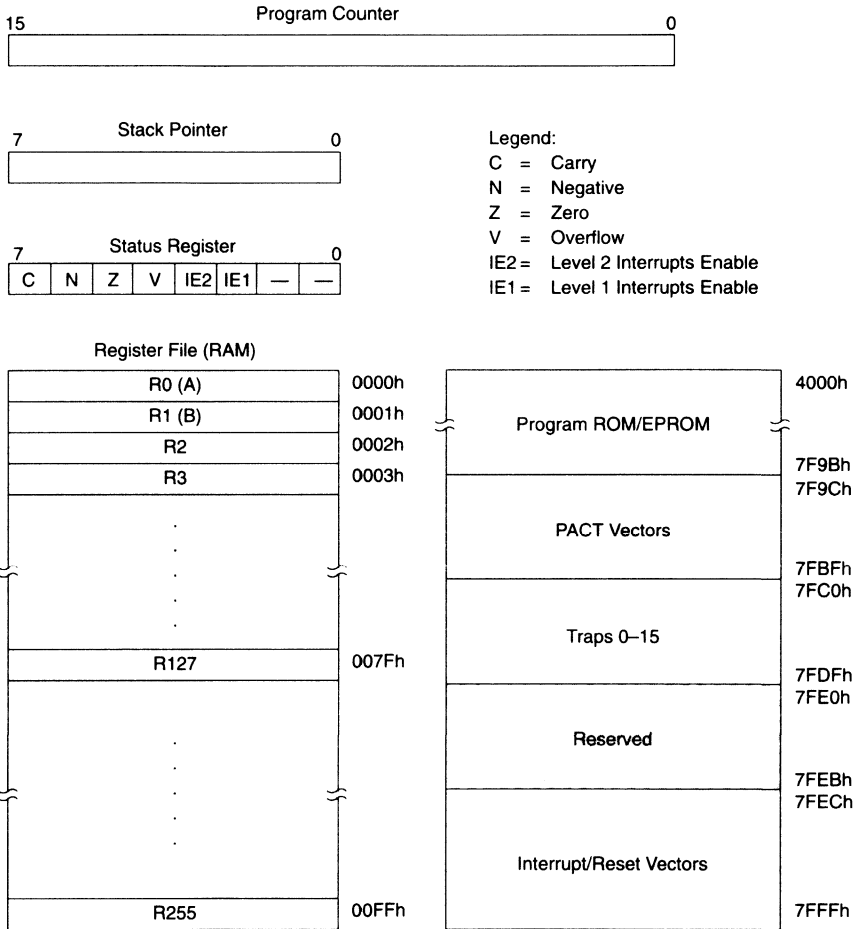 Program Counter
15 0
Stack Pointer
7 0
Status Register
7 0
C N Z V IE2 IE1 — —
Legend:
C = Carry
N = Negative
Z = Zero
V = Overflow
IE2 = Level 2 Interrupts Enable
IE1 = Level 1 Interrupts Enable
Register File (RAM)
R0 (A) 0000h
R1 (B) 0001h
R2 0002h
R3 0003h
R127 007Fh
R255 00FFh
4000h
Program ROM/EPROM
7F9Bh
7F9Ch
PACT Vectors
7FBFh
7FC0h
Traps 0–15
7FDFh
7FE0h
Reserved
7FEBh
7FECh
Interrupt/Reset Vectors
7FFFh